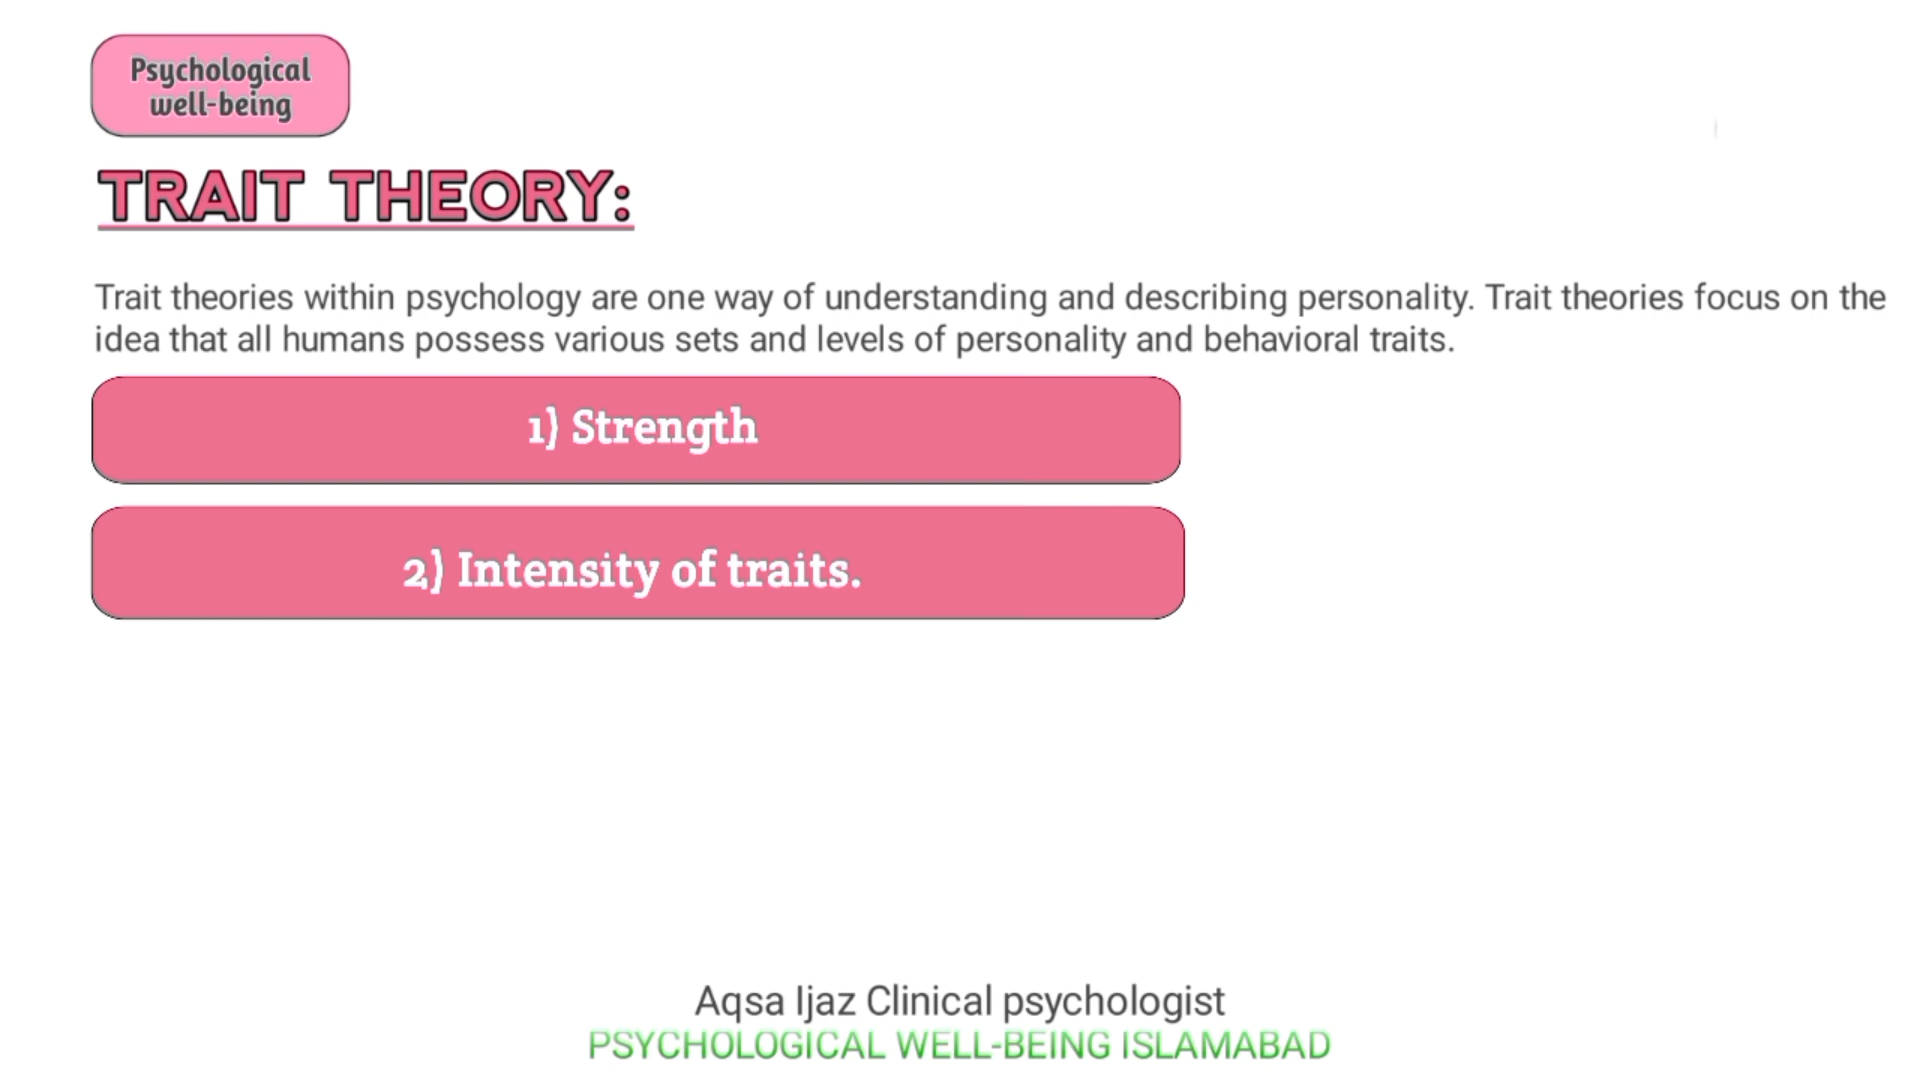 Psychological
well-being
TRAIT THEORY:
Trait theories within psychology are one way of understanding and describing personality. Trait theories focus on the
idea that all humans possess various sets and levels of personality and behavioral traits.
1) Strength
2) Intensity of traits.
Aqsa Ijaz Clinical psychologist
PSYCHOLOGICAL WELL-BEING ISLAMABAD